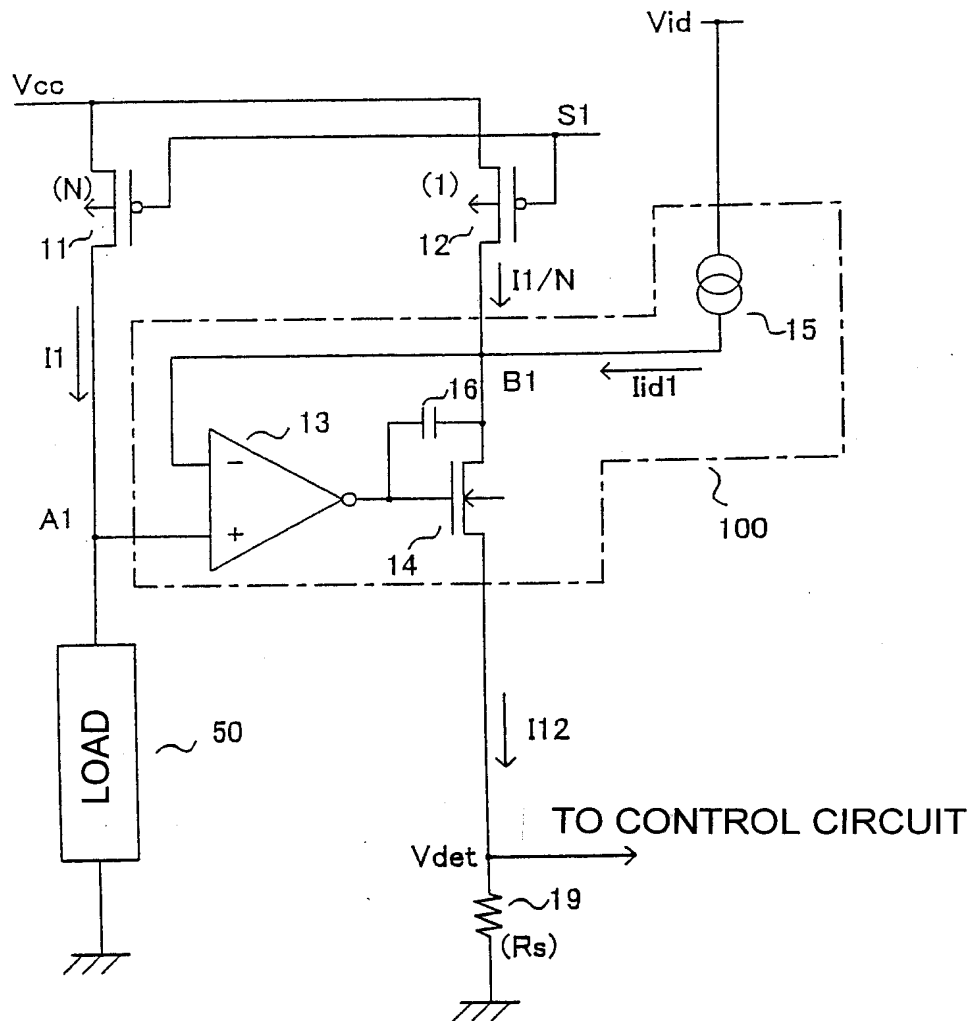 Vid
Vcc
S1
(N)
(1)
11
12
I1/N
15
I1
B1
Iid1
16
13
−
A1
+
14
100
LOAD
50
I12
TO CONTROL CIRCUIT
Vdet
19
(Rs)